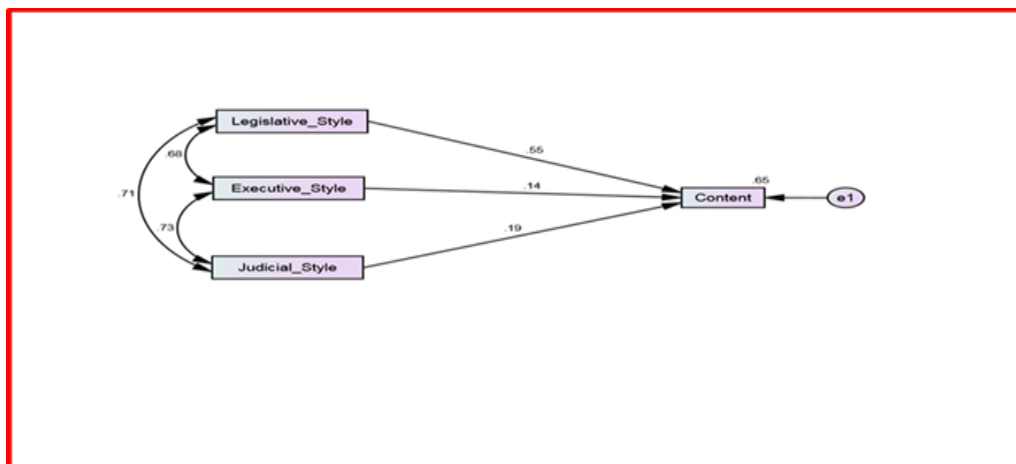 Legislative_Style
.68
.55
Executive_Style
.14
.65
Content
e1
.71
.73
.19
Judicial_Style